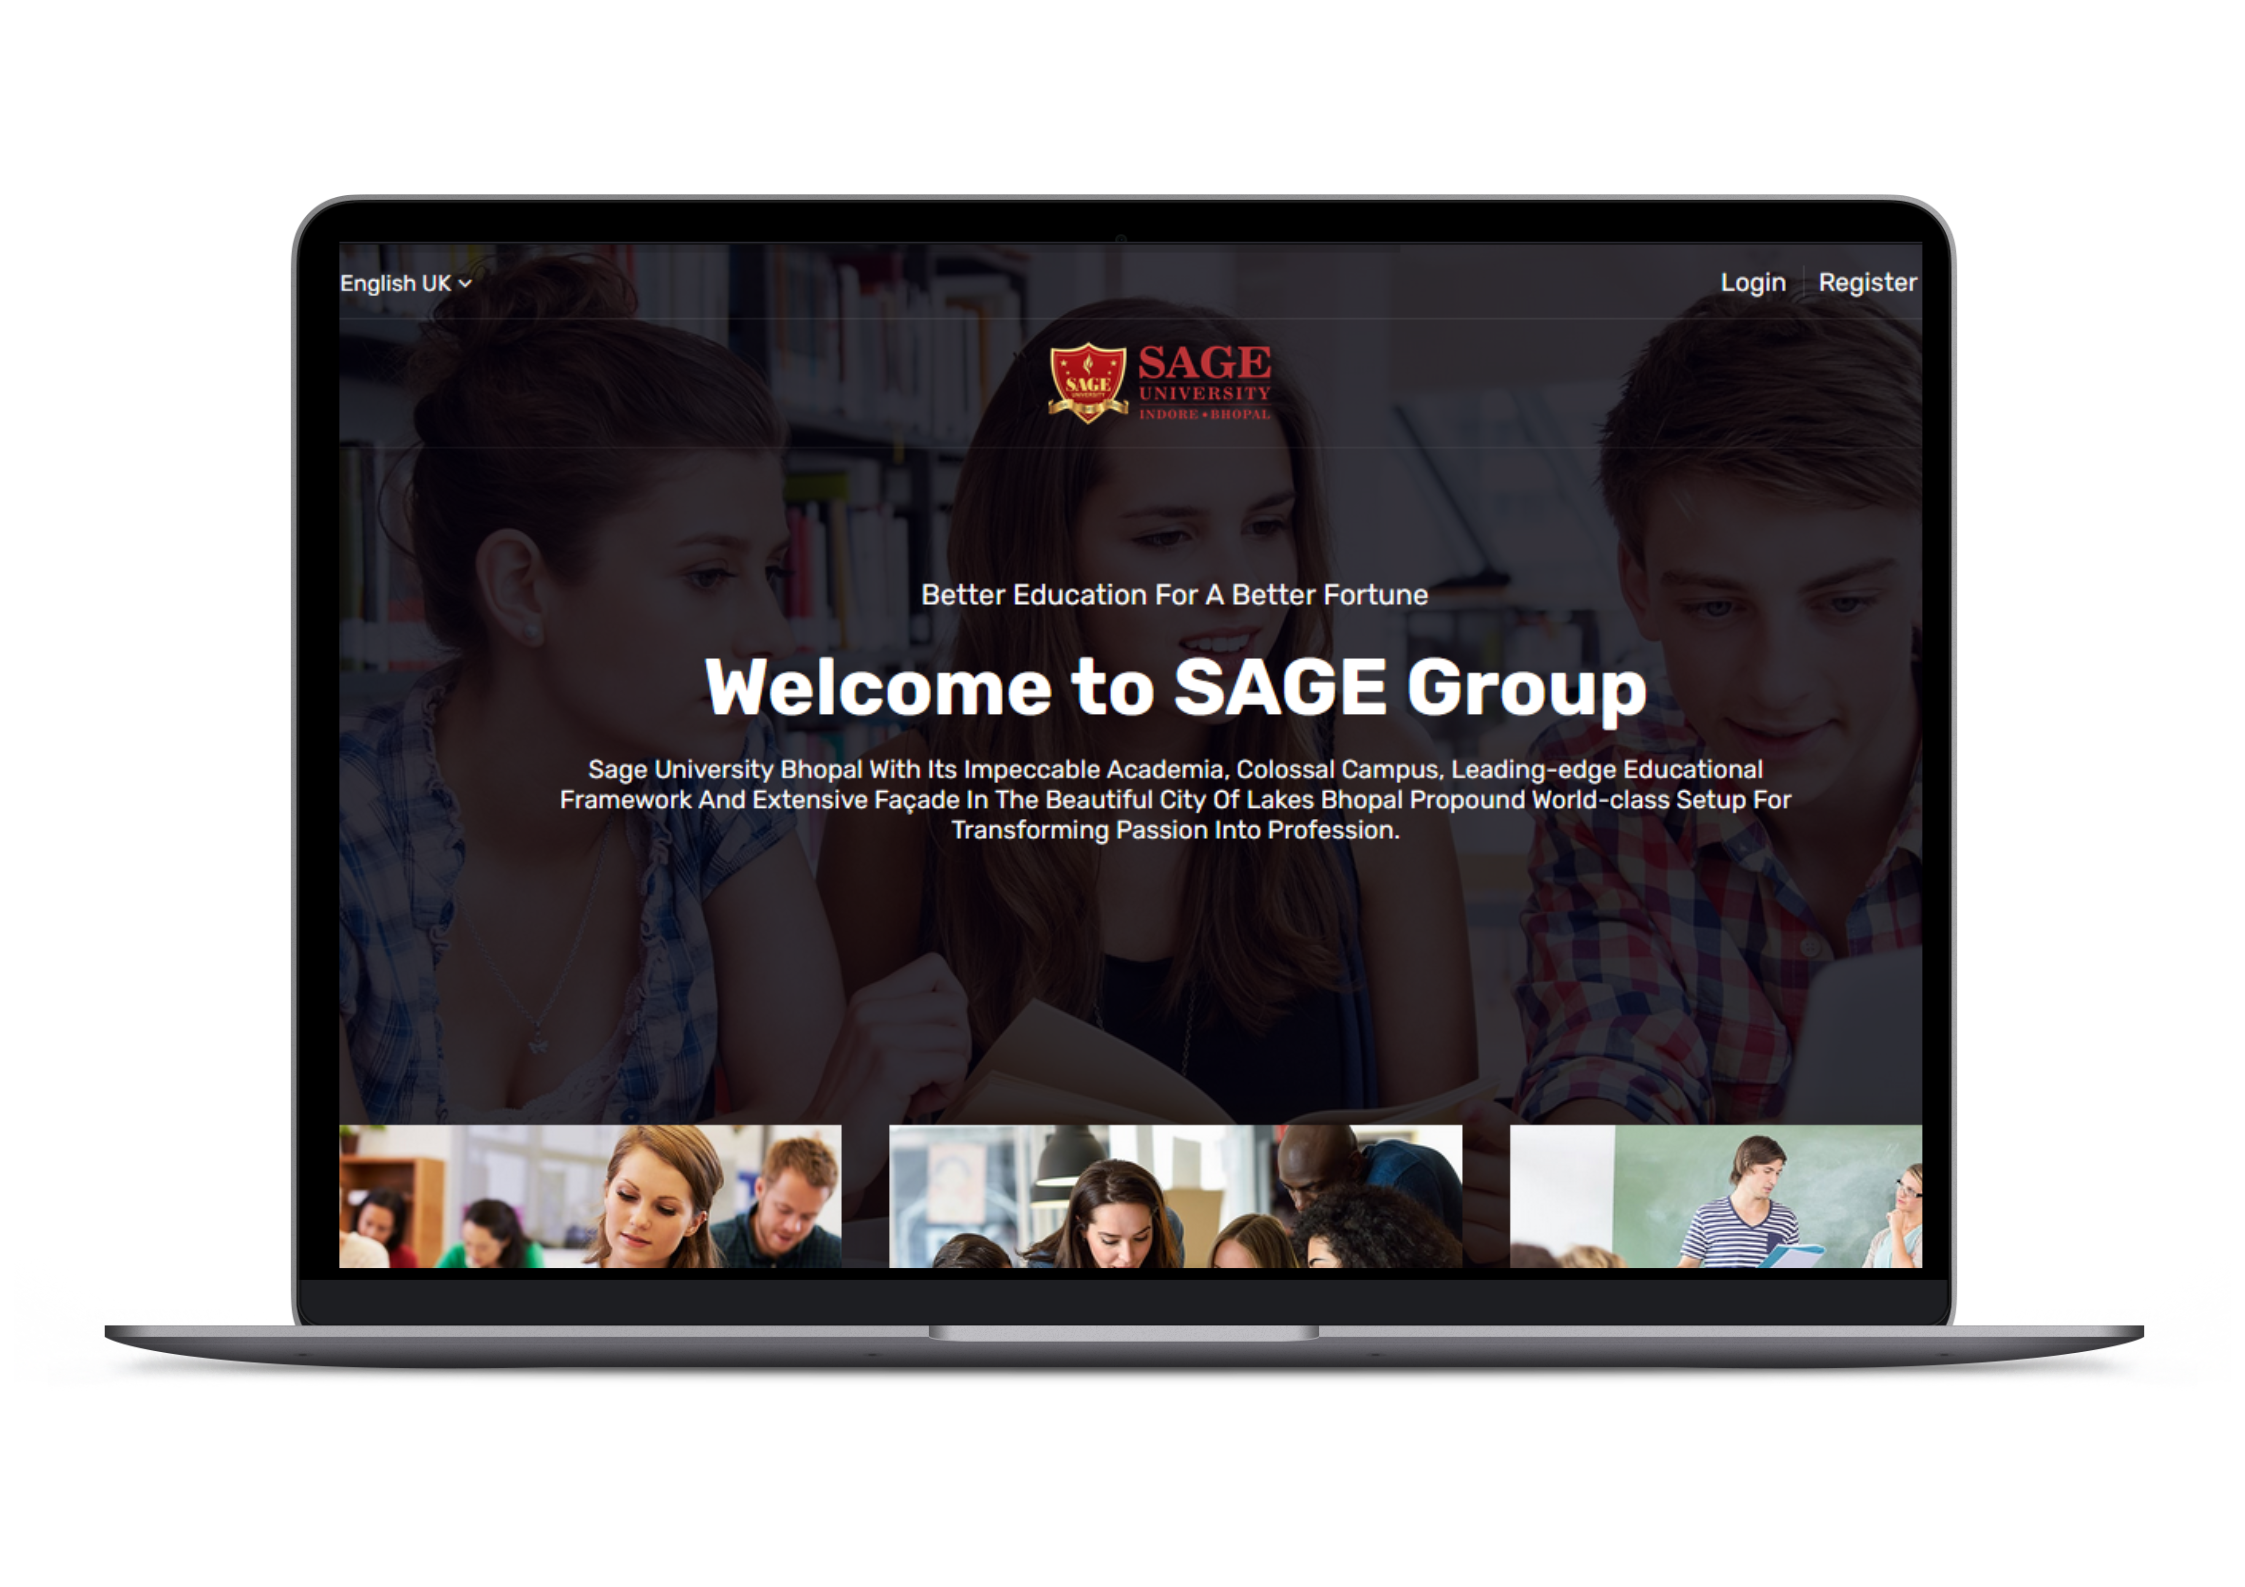 English UK
Login
Register
SAGE
UNIVERSITY
SAGE
UNIVERSITY
INDORE • BHOPAL
Better Education For A Better Fortune
Welcome to SAGE Group
Sage University Bhopal With Its Impeccable Academia, Colossal Campus, Leading-edge Educational
Framework And Extensive Façade In The Beautiful City Of Lakes Bhopal Propound World-class Setup For
Transforming Passion Into Profession.